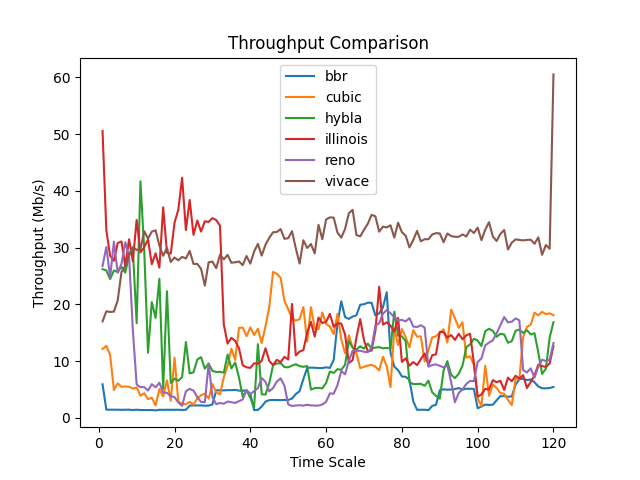 Throughput Comparison
bbr
cubic
hybla
illinois
reno
vivace
Throughput (Mb/s)
60
50
40
30
20
10
0
0 20 40 60 80 100 120
Time Scale